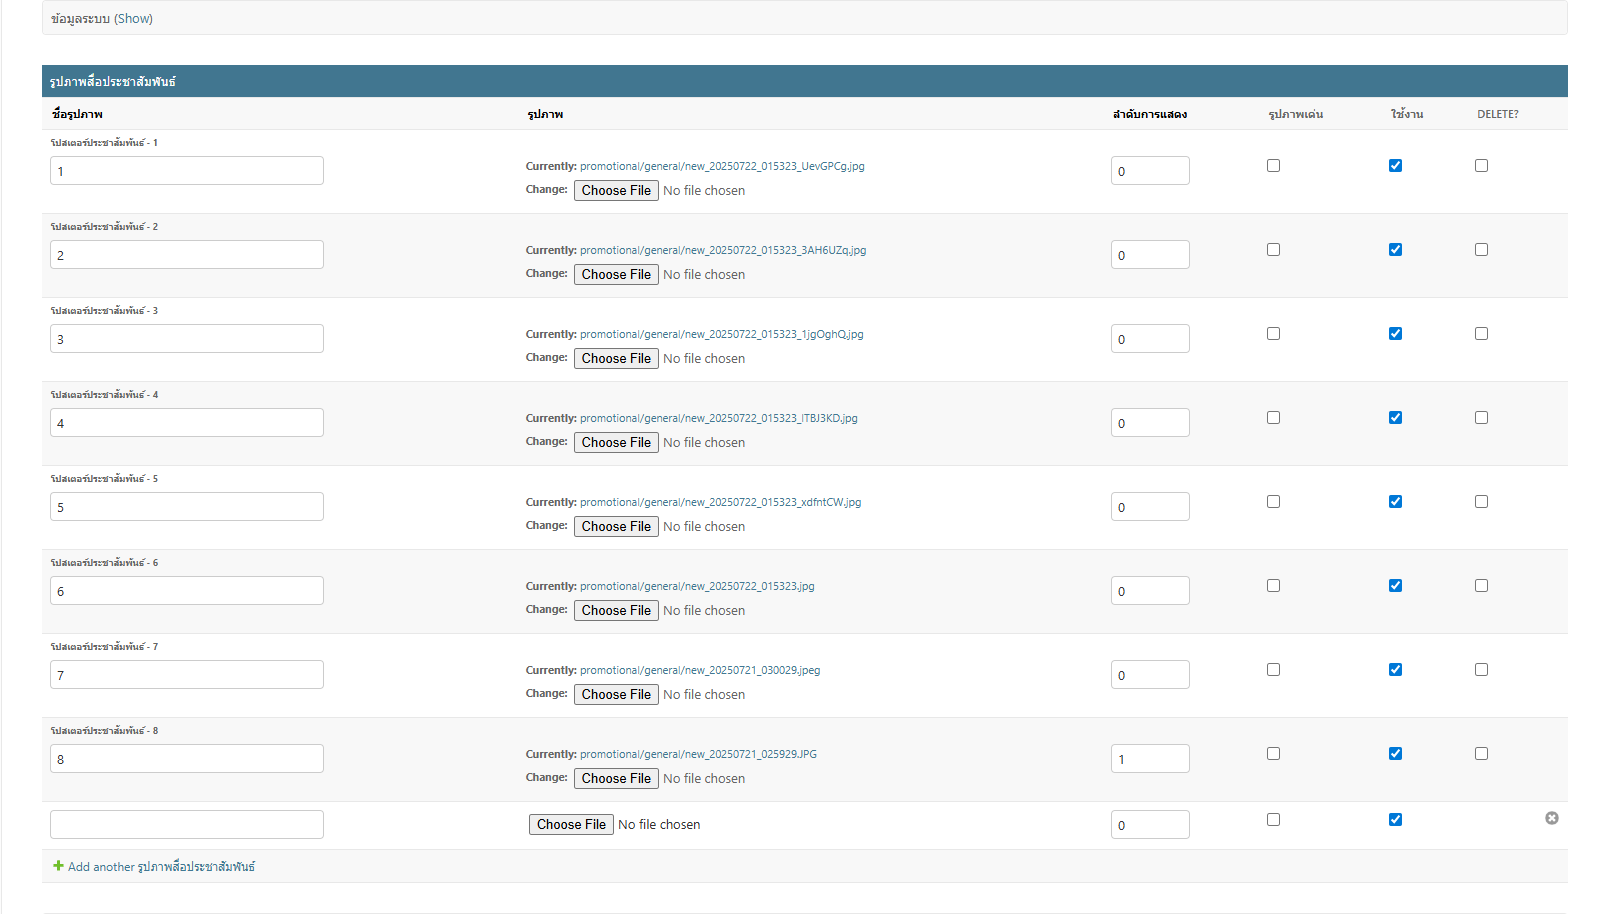 ข้อมูลระบบ (Show)
รูปภาพสื่อประชาสัมพันธ์
ชื่อรูปภาพ รูปภาพ ลำดับการแสดง รูปภาพเด่น ใช้งาน DELETE?
โปสเตอร์ประชาสัมพันธ์ - 1
1 Currently: promotional/general/new_20250722_015323_UevGPCg.jpg 0
Change: Choose File No file chosen
โปสเตอร์ประชาสัมพันธ์ - 2
2 Currently: promotional/general/new_20250722_015323_3AH6UZq.jpg 0
Change: Choose File No file chosen
โปสเตอร์ประชาสัมพันธ์ - 3
3 Currently: promotional/general/new_20250722_015323_1jgOghQ.jpg 0
Change: Choose File No file chosen
โปสเตอร์ประชาสัมพันธ์ - 4
4 Currently: promotional/general/new_20250722_015323_lTBJ3KD.jpg 0
Change: Choose File No file chosen
โปสเตอร์ประชาสัมพันธ์ - 5
5 Currently: promotional/general/new_20250722_015323_xdfntCW.jpg 0
Change: Choose File No file chosen
โปสเตอร์ประชาสัมพันธ์ - 6
6 Currently: promotional/general/new_20250722_015323.jpg 0
Change: Choose File No file chosen
โปสเตอร์ประชาสัมพันธ์ - 7
7 Currently: promotional/general/new_20250721_030029.jpeg 0
Change: Choose File No file chosen
โปสเตอร์ประชาสัมพันธ์ - 8
8 Currently: promotional/general/new_20250721_025929.JPG 1
Change: Choose File No file chosen
Choose File No file chosen 0
Add another รูปภาพสื่อประชาสัมพันธ์